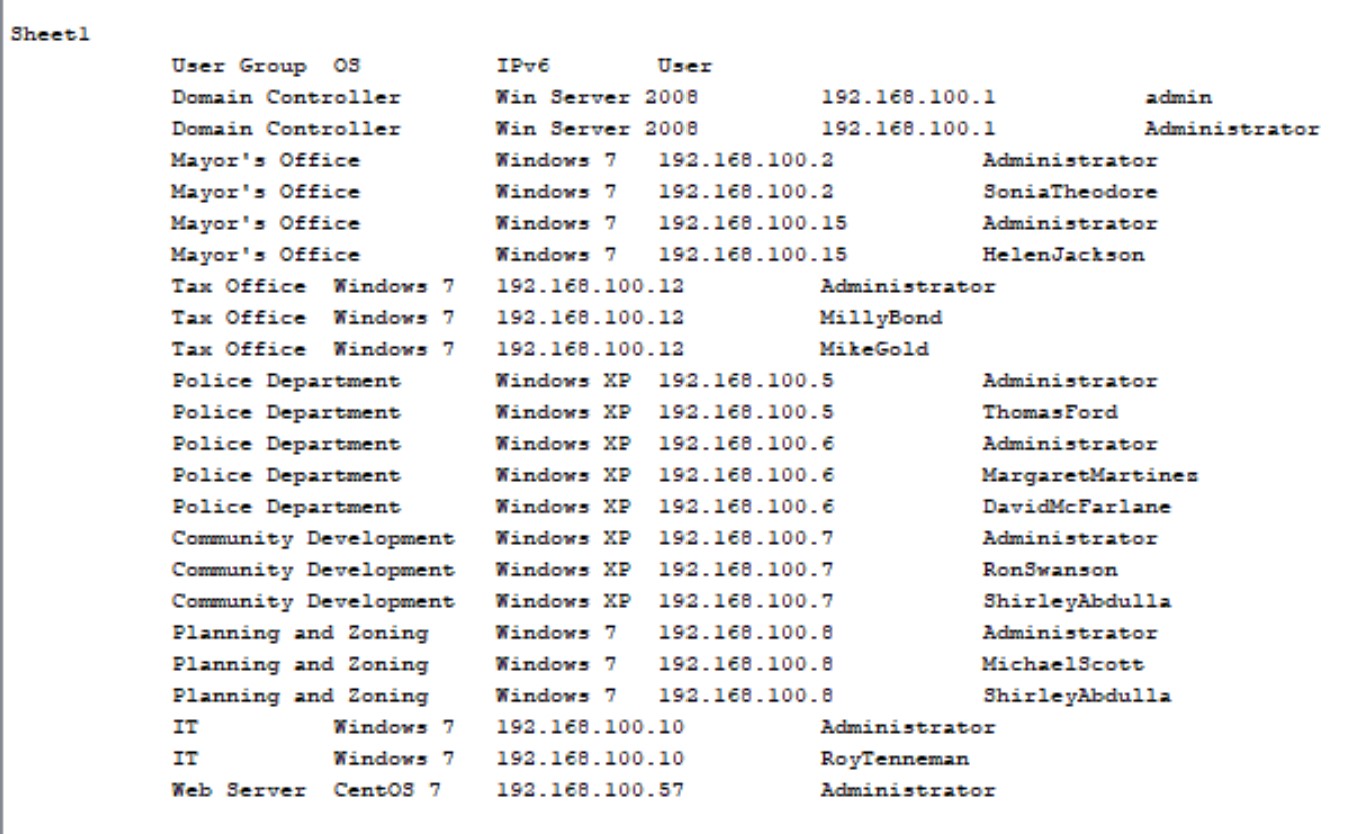 Sheet1
User Group OS IPv6 User
Domain Controller Win Server 2008 192.168.100.1 admin
Domain Controller Win Server 2008 192.168.100.1 Administrator
Mayor's Office Windows 7 192.168.100.2 Administrator
Mayor's Office Windows 7 192.168.100.2 SoniaTheodore
Mayor's Office Windows 7 192.168.100.15 Administrator
Mayor's Office Windows 7 192.168.100.15 HelenJackson
Tax Office Windows 7 192.168.100.12 Administrator
Tax Office Windows 7 192.168.100.12 MillyBond
Tax Office Windows 7 192.168.100.12 MikeGold
Police Department Windows XP 192.168.100.5 Administrator
Police Department Windows XP 192.168.100.5 ThomasFord
Police Department Windows XP 192.168.100.6 Administrator
Police Department Windows XP 192.168.100.6 MargaretMartines
Police Department Windows XP 192.168.100.6 DavidMcFarlane
Community Development Windows XP 192.168.100.7 Administrator
Community Development Windows XP 192.168.100.7 RonSwanson
Community Development Windows XP 192.168.100.7 ShirleyAbdulla
Planning and Zoning Windows 7 192.168.100.8 Administrator
Planning and Zoning Windows 7 192.168.100.8 MichaelScott
Planning and Zoning Windows 7 192.168.100.8 ShirleyAbdulla
IT Windows 7 192.168.100.10 Administrator
IT Windows 7 192.168.100.10 RoyTenneman
Web Server CentOS 7 192.168.100.57 Administrator